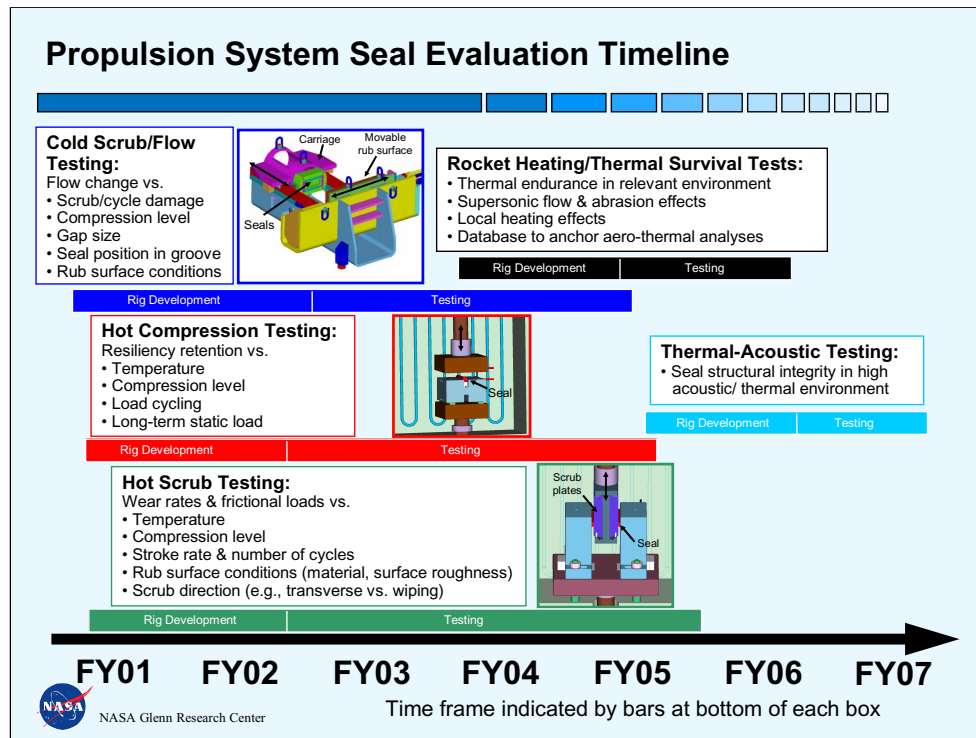 Propulsion System Seal Evaluation Timeline
Cold Scrub/Flow
Testing:
Flow change vs.
• Scrub/cycle damage
• Compression level
• Gap size
• Seal position in groove
• Rub surface conditions
Carriage
Movable
rub surface
Seals
Rig Development
Testing
Rocket Heating/Thermal Survival Tests:
• Thermal endurance in relevant environment
• Supersonic flow & abrasion effects
• Local heating effects
• Database to anchor aero-thermal analyses
Rig Development
Testing
Hot Compression Testing:
Resiliency retention vs.
• Temperature
• Compression level
• Load cycling
• Long-term static load
Seal
Rig Development
Testing
Thermal-Acoustic Testing:
• Seal structural integrity in high
acoustic/ thermal environment
Rig Development
Testing
Hot Scrub Testing:
Wear rates & frictional loads vs.
• Temperature
• Compression level
• Stroke rate & number of cycles
• Rub surface conditions (material, surface roughness)
• Scrub direction (e.g., transverse vs. wiping)
Scrub
plates
Seal
Rig Development
Testing
FY01 FY02 FY03 FY04 FY05 FY06 FY07
NASA
NASA Glenn Research Center
Time frame indicated by bars at bottom of each box